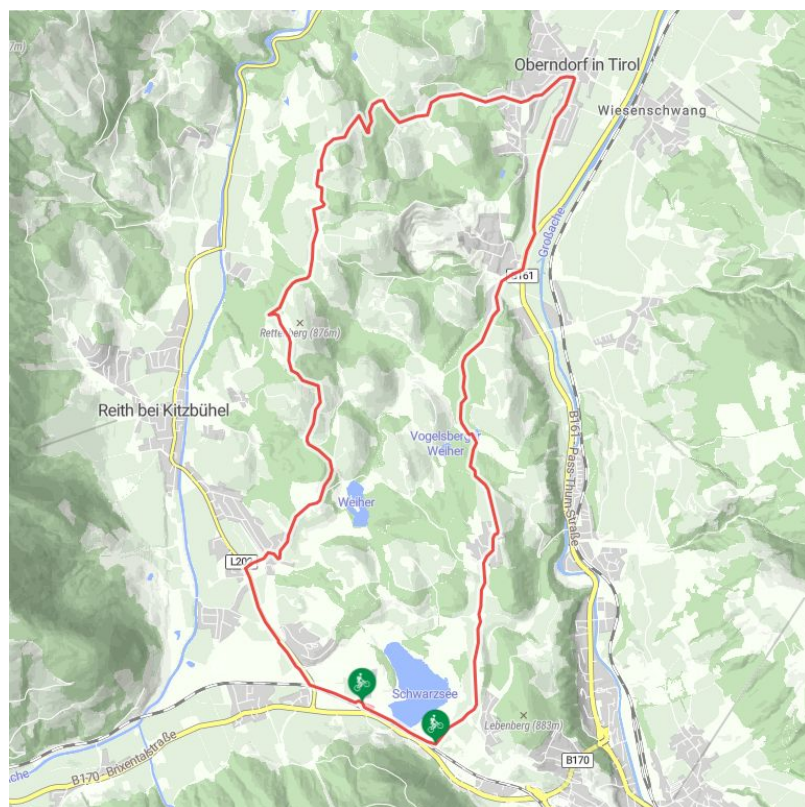 Oberndorf in Tirol
Wiesenschwang
Großache
B161
Rettenberg (876m)
Reith bei Kitzbühel
Vogelsberg
Weiher
Weiher
B161 - Pass-Thurn-Straße
Schwarzsee
Lebenberg (883m)
B170
B170 - Brixentalstraße